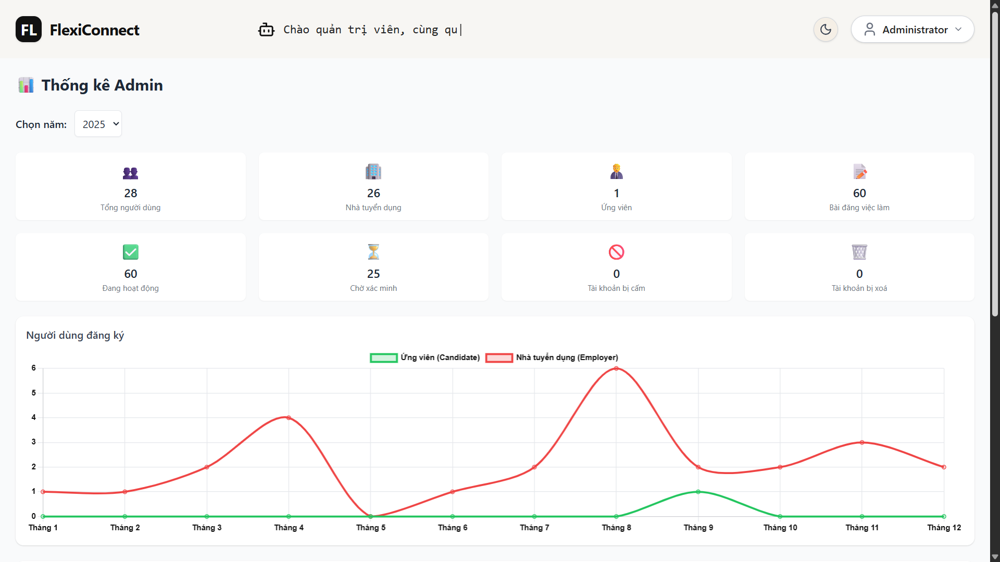 FL FlexiConnect
Chào quản trị viên, cùng qu|
Administrator
Thống kê Admin
Chọn năm: 2025
28
Tổng người dùng
26
Nhà tuyển dụng
1
Ứng viên
60
Bài đăng việc làm
60
Đang hoạt động
25
Chờ xác minh
0
Tài khoản bị cấm
0
Tài khoản bị xoá
Người dùng đăng ký
Ứng viên (Candidate) Nhà tuyển dụng (Employer)
6
5
4
3
2
1
0
Tháng 1 Tháng 2 Tháng 3 Tháng 4 Tháng 5 Tháng 6 Tháng 7 Tháng 8 Tháng 9 Tháng 10 Tháng 11 Tháng 12